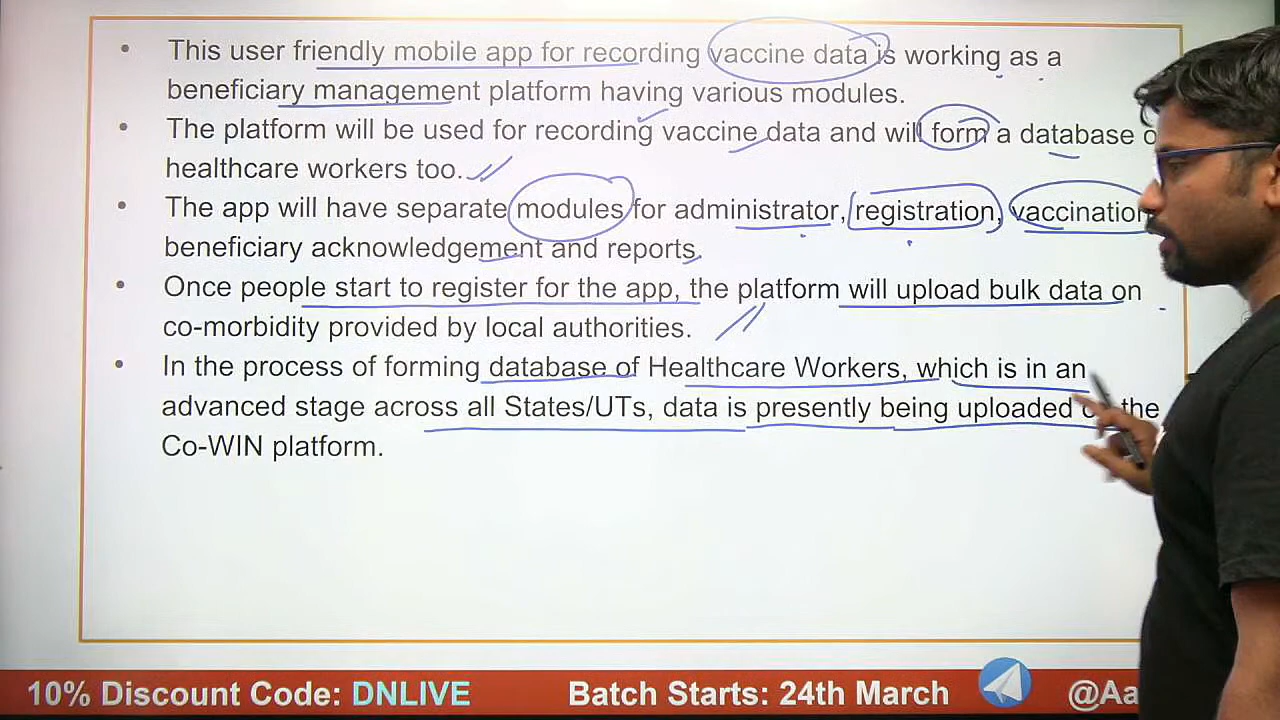 This user friendly mobile app for recording vaccine data is working as a
beneficiary management platform having various modules.
The platform will be used for recording vaccine data and will form a database
healthcare workers too.
The app will have separate modules for administrator, registration, vaccination
beneficiary acknowledgement and reports.
Once people start to register for the app, the platform will upload bulk data on
co-morbidity provided by local authorities.
In the process of forming database of Healthcare Workers, which is in an
advanced stage across all States/UTs, data is presently being uploaded on the
Co-WIN platform.
10% Discount Code: DNLIVE
Batch Starts: 24th March